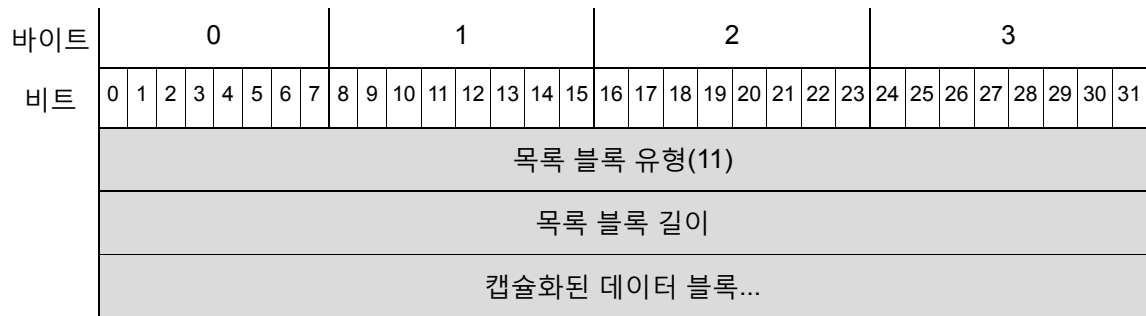 바이트 0 1 2 3
비트 0 1 2 3 4 5 6 7 8 9 10 11 12 13 14 15 16 17 18 19 20 21 22 23 24 25 26 27 28 29 30 31
목록 블록 유형(11)
목록 블록 길이
캡슐화된 데이터 블록...